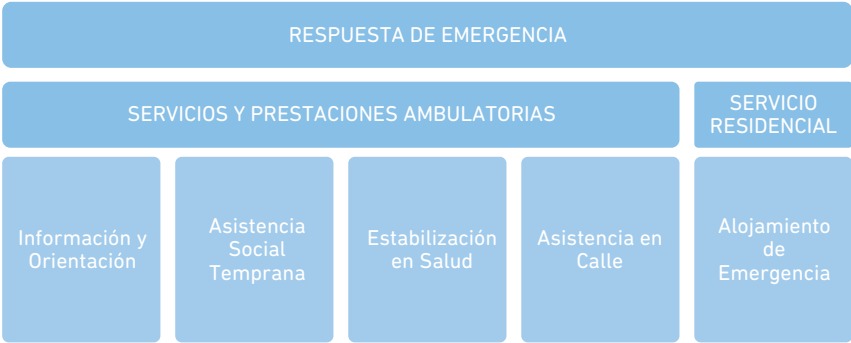 RESPUESTA DE EMERGENCIA
SERVICIOS Y PRESTACIONES AMBULATORIAS
SERVICIO
RESIDENCIAL
Información y
Orientación
Asistencia
Social
Temprana
Estabilización
en Salud
Asistencia en
Calle
Alojamiento
de
Emergencia